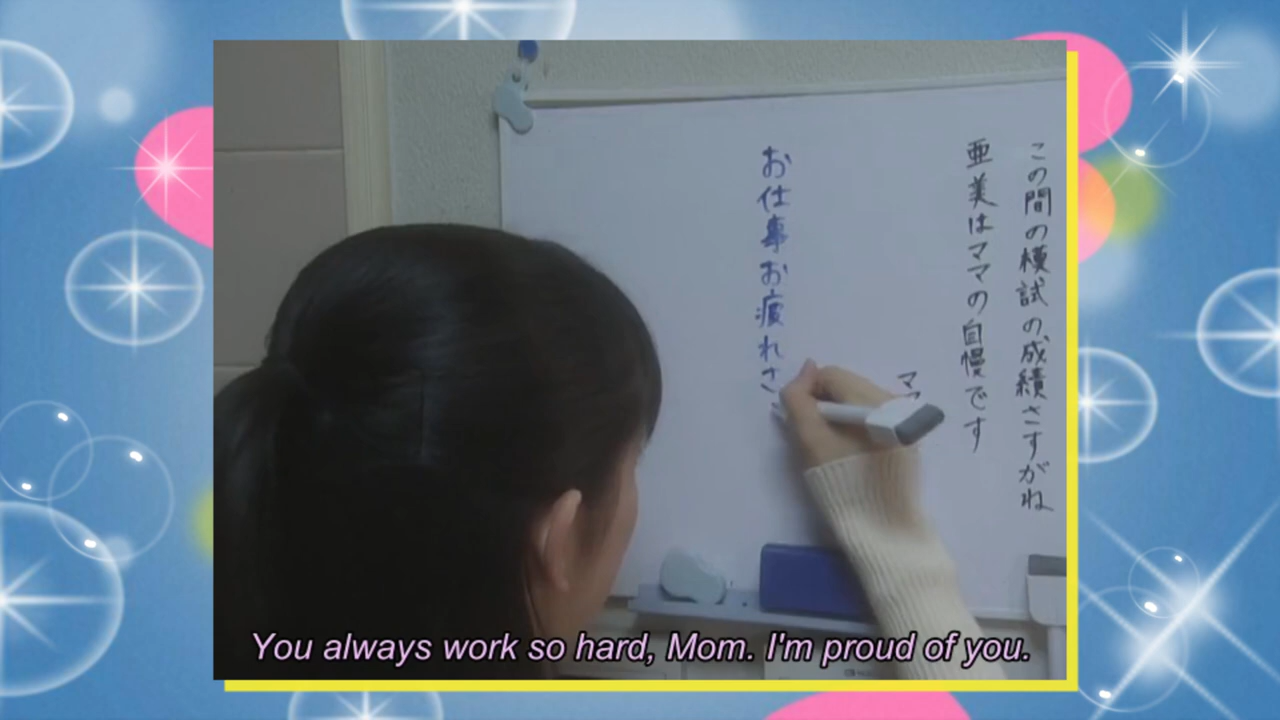 この間の模試の成績さすがね
亜美はママの自慢です
ママ
お仕事お疲れさ
You always work so hard, Mom. I'm proud of you.